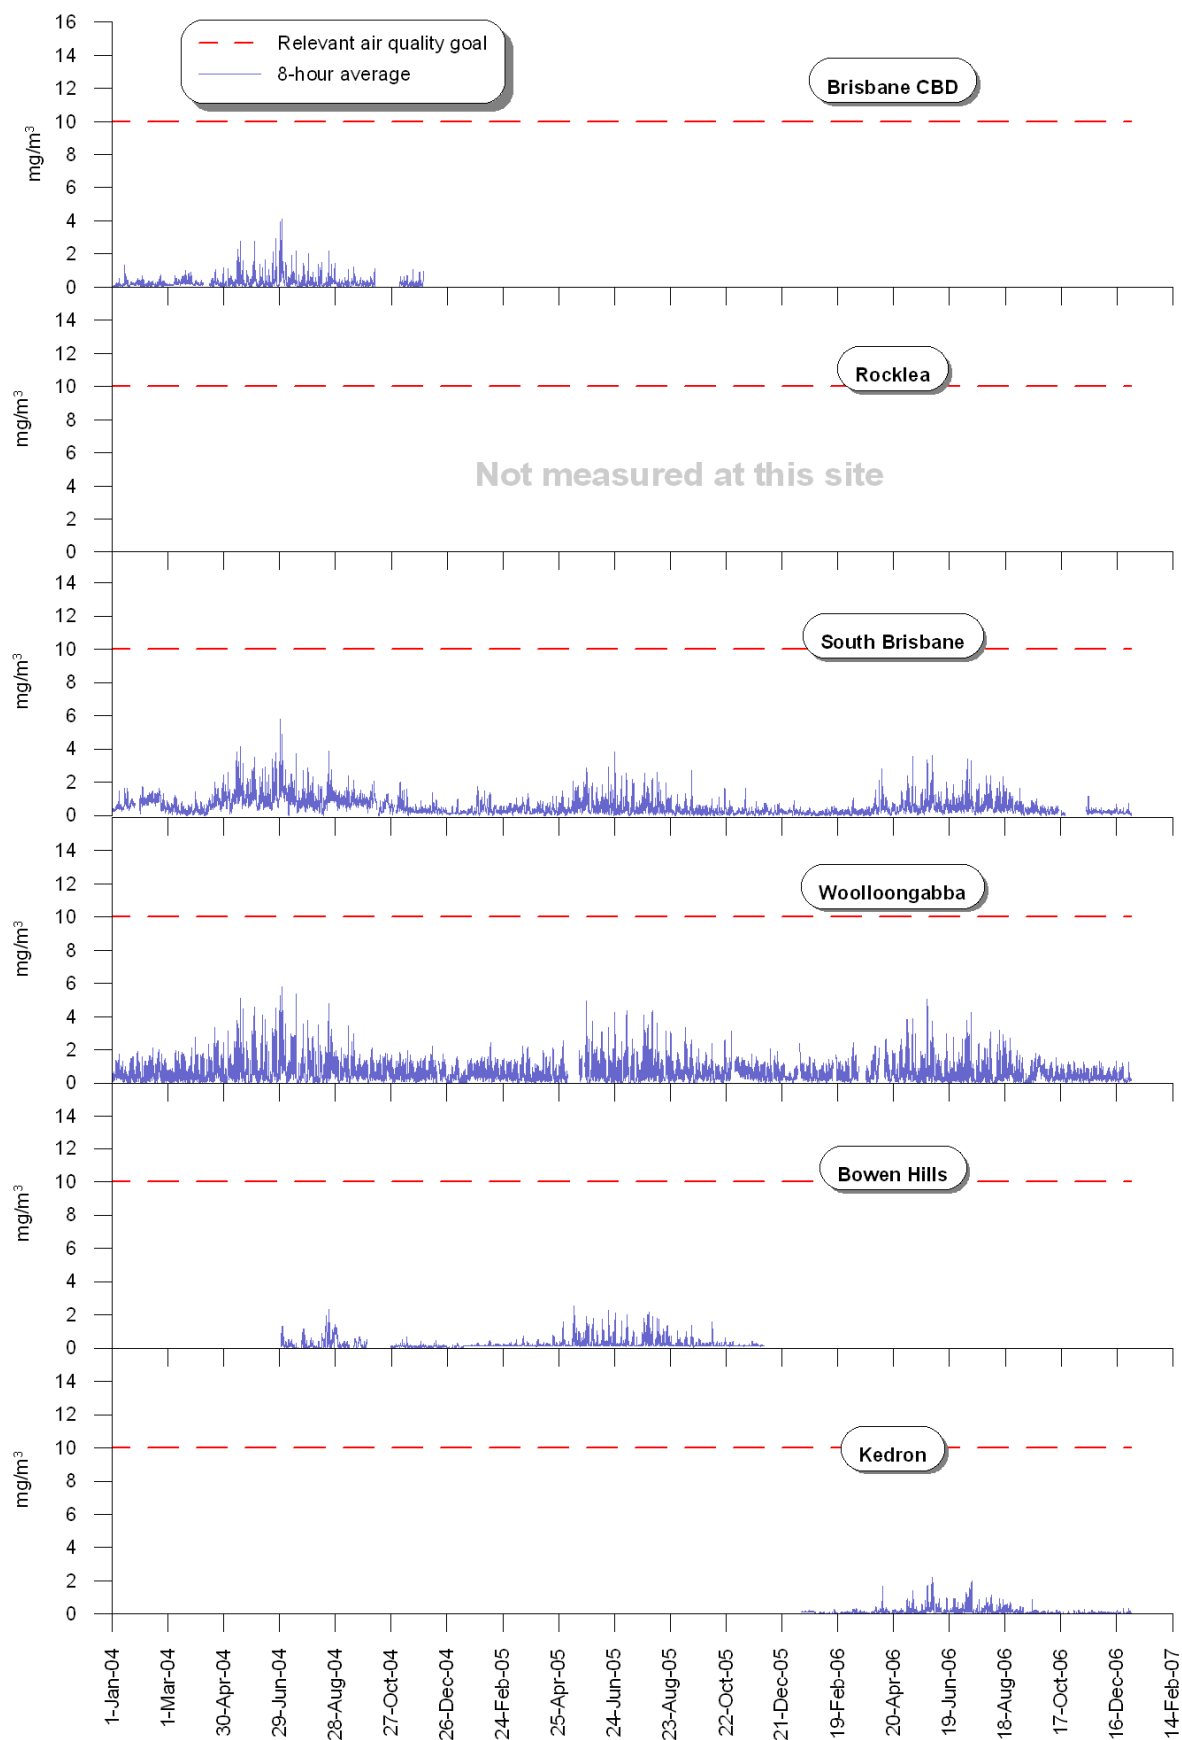 16
Relevant air quality goal
8-hour average
14
12
Brisbane CBD
10
mg/m³
8
6
4
2
0
14
12
Rocklea
10
mg/m³
8
6
Not measured at this site
4
2
0
14
12
South Brisbane
10
mg/m³
8
6
4
2
0
14
12
Woolloongabba
10
mg/m³
8
6
4
2
0
14
12
Bowen Hills
10
mg/m³
8
6
4
2
0
14
12
Kedron
10
mg/m³
8
6
4
2
0
1-Jan-04
1-Mar-04
30-Apr-04
29-Jun-04
28-Aug-04
27-Oct-04
26-Dec-04
24-Feb-05
25-Apr-05
24-Jun-05
23-Aug-05
22-Oct-05
21-Dec-05
19-Feb-06
20-Apr-06
19-Jun-06
18-Aug-06
17-Oct-06
16-Dec-06
14-Feb-07